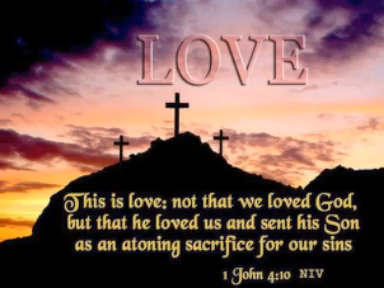 LOVE
This is love: not that we loved God,
but that he loved us and sent his Son
as an atoning sacrifice for our sins
1 John 4:10 NIV